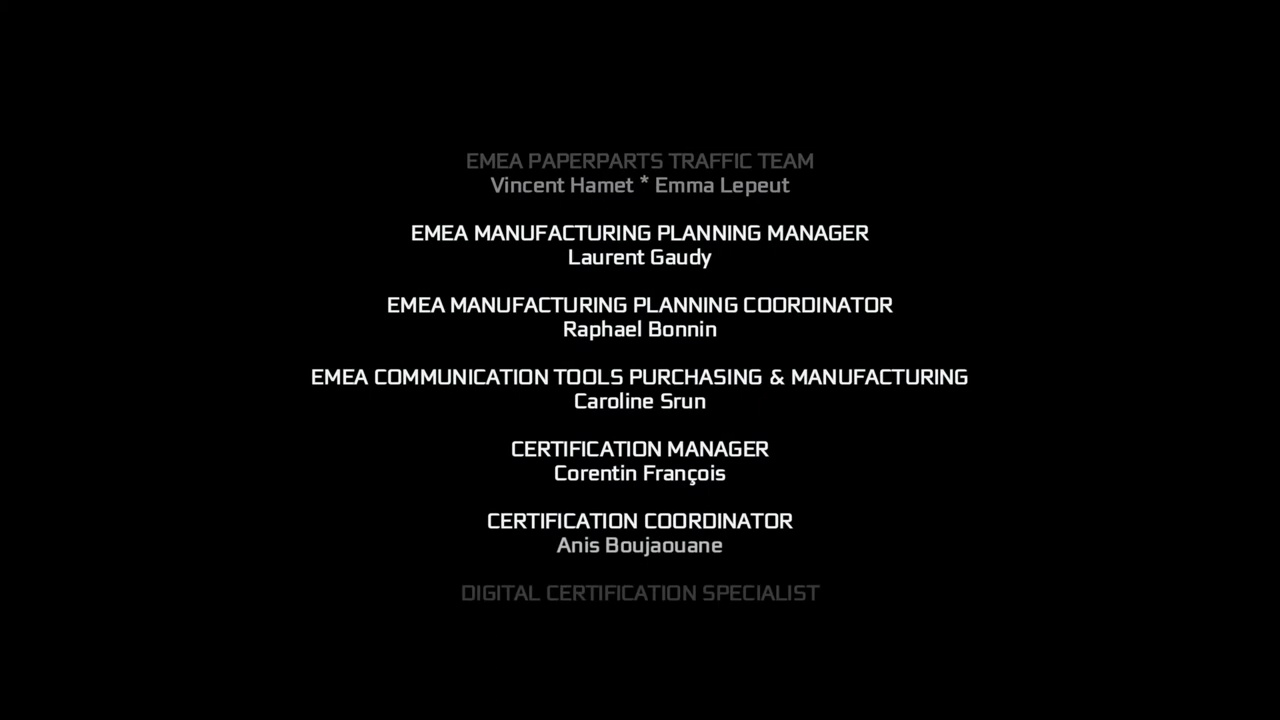 EMEA PAPERPARTS TRAFFIC TEAM
Vincent Hamet * Emma Lepeut
EMEA MANUFACTURING PLANNING MANAGER
Laurent Gaudy
EMEA MANUFACTURING PLANNING COORDINATOR
Raphael Bonnin
EMEA COMMUNICATION TOOLS PURCHASING & MANUFACTURING
Caroline Srun
CERTIFICATION MANAGER
Corentin François
CERTIFICATION COORDINATOR
Anis Boujaouane
DIGITAL CERTIFICATION SPECIALIST